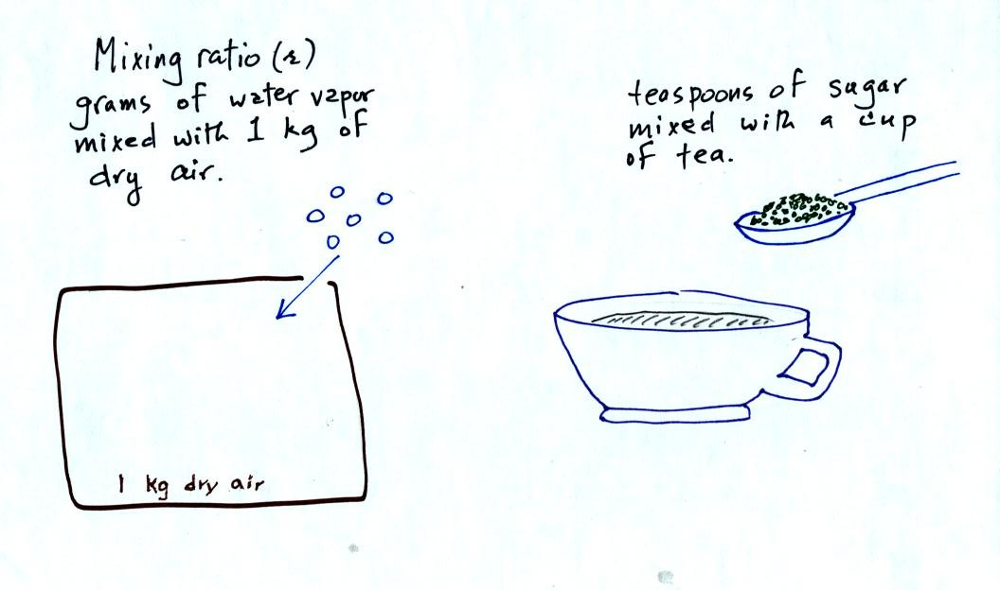 Mixing ratio (r)
grams of water vapor
mixed with 1 kg of
dry air.
teaspoons of sugar
mixed with a cup
of tea.
1 kg dry air